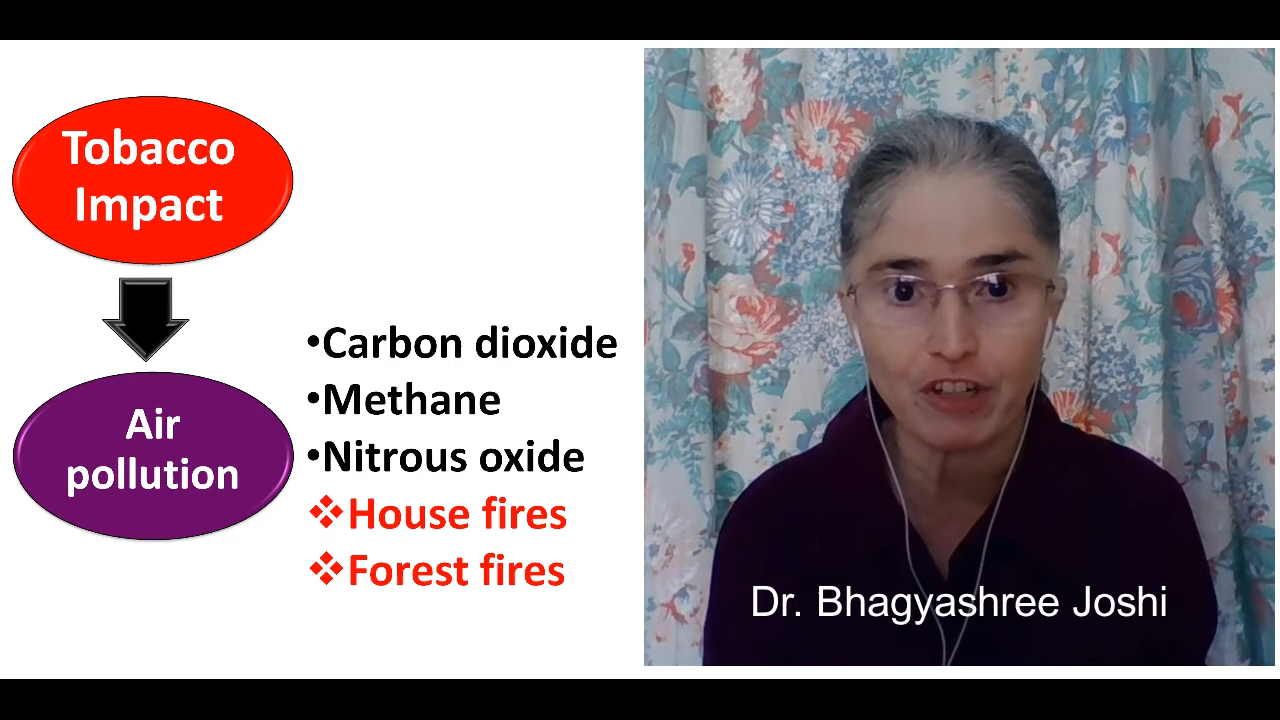 Tobacco
Impact
Air
pollution
•Carbon dioxide
•Methane
•Nitrous oxide
❖House fires
❖Forest fires
Dr. Bhagyashree Joshi